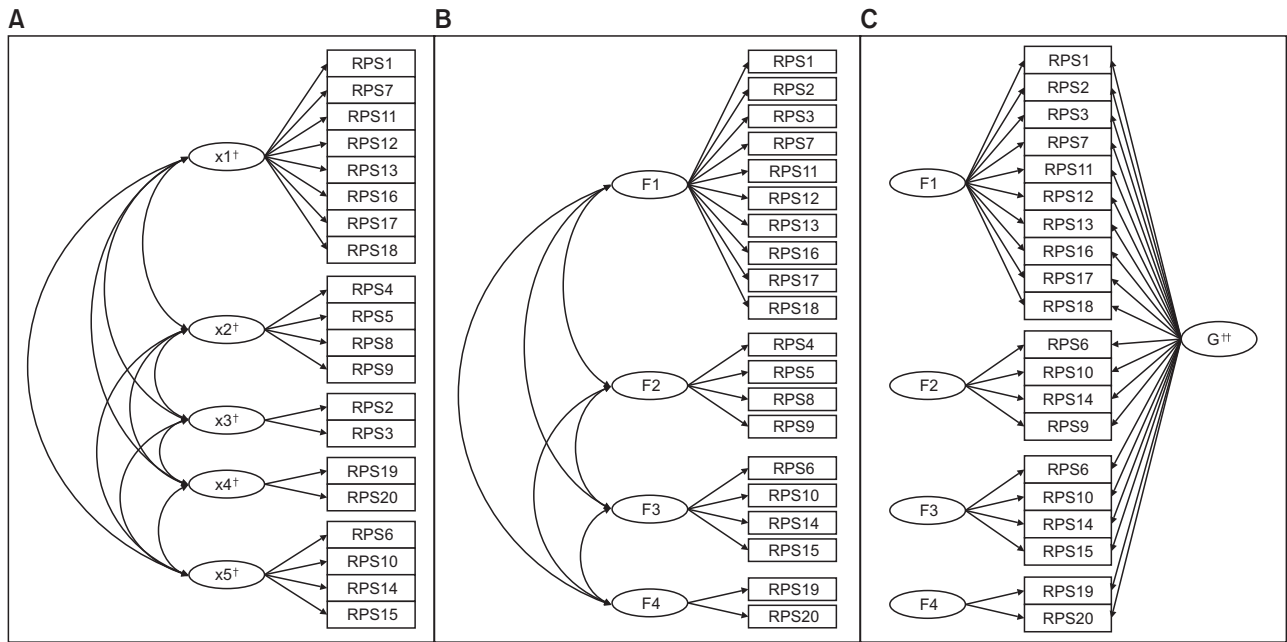 A
x1†
x2†
x3†
x4†
x5†
RPS1
RPS7
RPS11
RPS12
RPS13
RPS16
RPS17
RPS18
RPS4
RPS5
RPS8
RPS9
RPS2
RPS3
RPS19
RPS20
RPS6
RPS10
RPS14
RPS15
B
F1
F2
F3
F4
RPS1
RPS2
RPS3
RPS7
RPS11
RPS12
RPS13
RPS16
RPS17
RPS18
RPS4
RPS5
RPS8
RPS9
RPS6
RPS10
RPS14
RPS15
RPS19
RPS20
C
F1
F2
F3
F4
RPS1
RPS2
RPS3
RPS7
RPS11
RPS12
RPS13
RPS16
RPS17
RPS18
RPS6
RPS10
RPS14
RPS9
RPS6
RPS10
RPS14
RPS15
RPS19
RPS20
G††